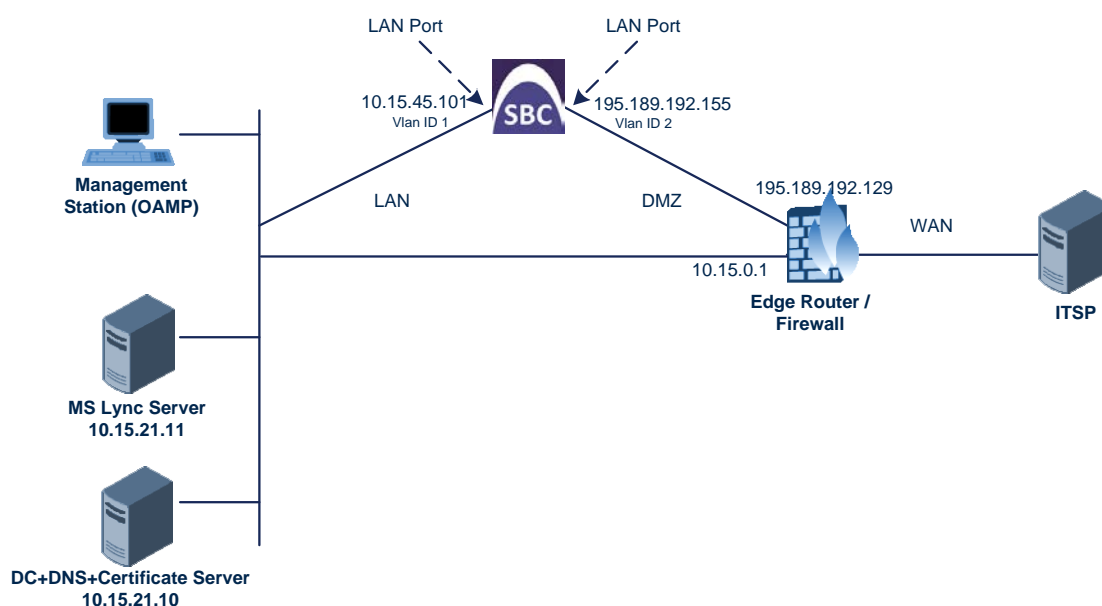 LAN Port
LAN Port
SBC
10.15.45.101
Vlan ID 1
195.189.192.155
Vlan ID 2
Management
Station (OAMP)
LAN
DMZ
195.189.192.129
WAN
10.15.0.1
Edge Router /
Firewall
ITSP
MS Lync Server
10.15.21.11
DC+DNS+Certificate Server
10.15.21.10